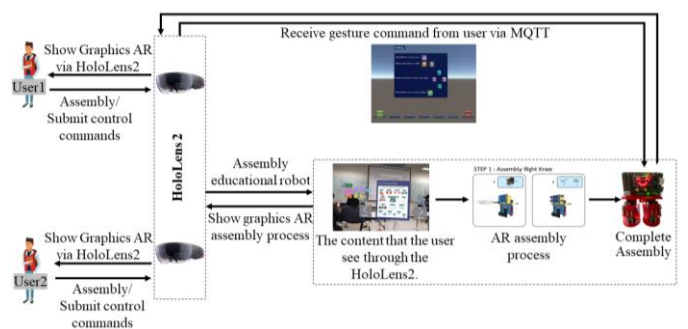 Receive gesture command from user via MQTT
Show Graphics AR
via HoloLens2
User1
Assembly/
Submit control
commands
HoloLens 2
Assembly
educational robot
Show graphics AR
assembly process
STEP 1 : Assembly Right Knee
The content that the user
see through the
HoloLens2.
AR assembly
process
Complete
Assembly
Show Graphics AR
via HoloLens2
User2
Assembly/
Submit control
commands